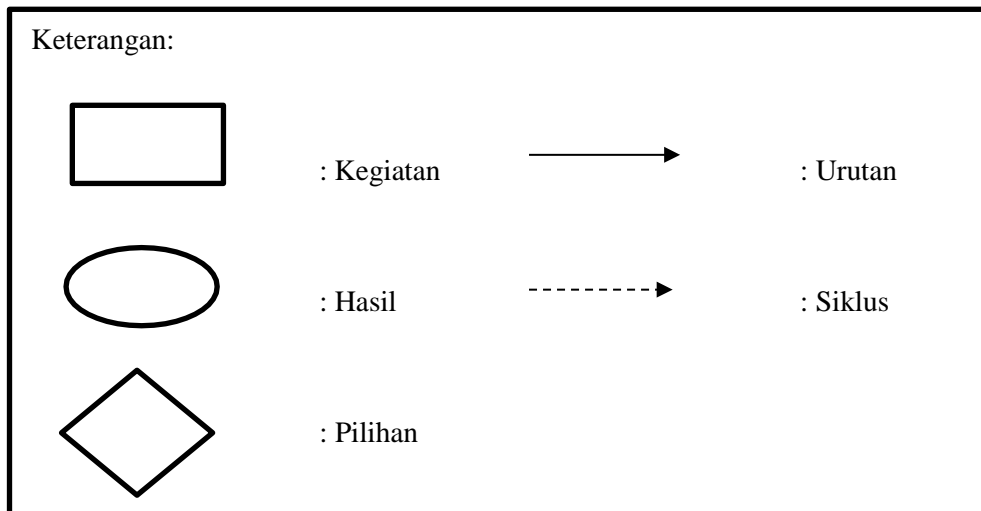 Keterangan:
: Kegiatan : Urutan
: Hasil : Siklus
: Pilihan